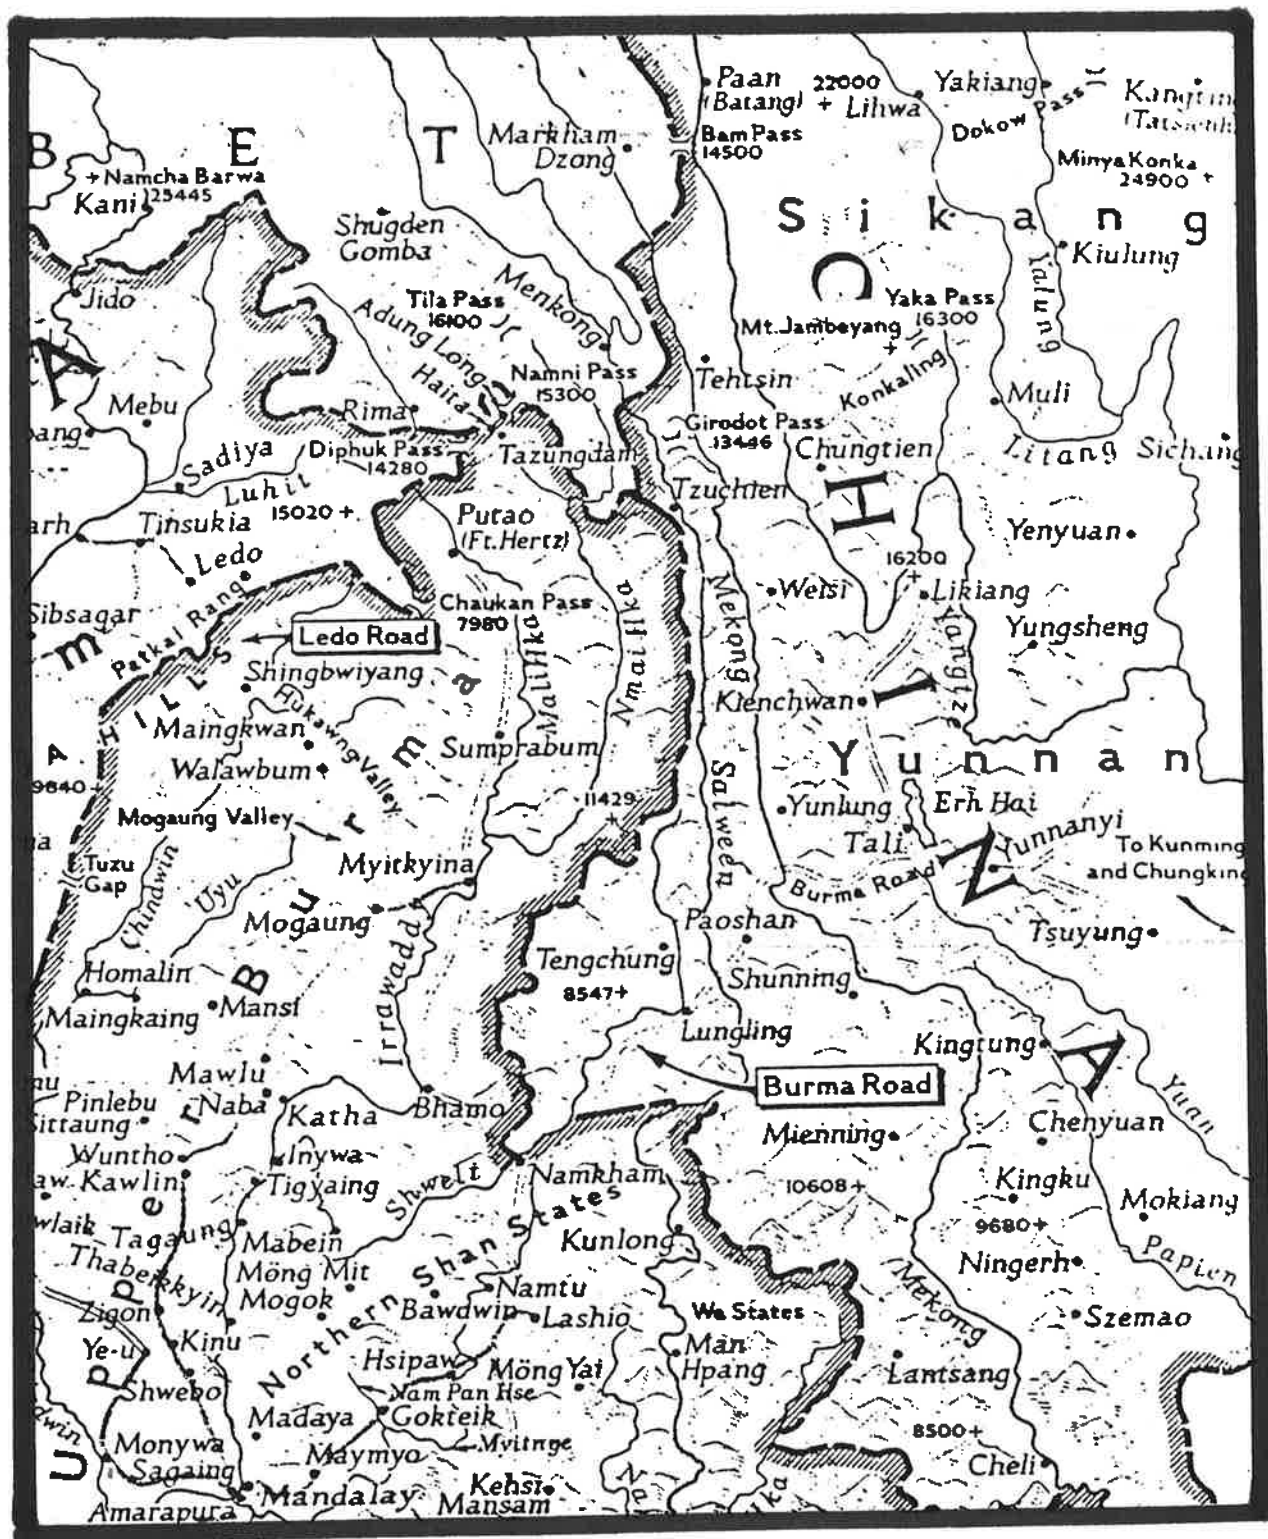 Paan
(Batang)
22000
+ Lihwa
Yakiang
Dokow Pass
Markham
Dzong
Bam Pass
14500
Minya Konka
24900 +
B E T
+ Namcha Barwa
25445
Kani
Shugden
Gomba
Sikang
Kiulung
Yalung
Jido
Menkong
Tila Pass
16100
Adung Long
Haita
Yaka Pass
16300
Mt. Jambeyang
+
Konkaling
CHINA
A
Namni Pass
15300
Tehtsin
Muli
Mebu
Rima
Girodot Pass
13446
Chungtien
Litang
Sichang
Sadiya
Diphuk Pass
14280
Tazungdam
Luhit
15020 +
Tzuchien
arh
Tinsukia
Putao
(Ft. Hertz)
Yenyuan
Ledo
16200
+
Weisi
Likiang
Sibsagar
Patkai Range
Chaukan Pass
7980
Mekong
Yangtze
Yungsheng
m
Ledo Road
HILLS
Shingbwiyang
Malihka
Nmaihka
Hukawng Valley
Kienchwan
Maingkwan
Sumprabum
Yunnan
Walawbum
9840 +
11429
+
Salween
Yunlung
Erh Hai
Mogaung Valley
Tali
Yunnanyi
To Kunming
and Chungking
Tuzu
Gap
Chindwin
Uyu
Myitkyina
Burma Road
Mogaung
Irrawaddy
Paoshan
Tsuyung
Homalin
Tengchung
8547+
Shunning
Maingkaing
Mansi
Lungling
Kingtung
Upper Burma
Mawlu
Naba
Burma Road
Yuan
Pinlebu
Katha
Bhamo
Sittaung
Mienning
Chenyuan
Wuntho
Inywa
Kawlin
Tigyaing
Shweli
Namkham
10608+
Kingku
9680+
Mokiang
wlaik
Tagaung
Mabein
Northern Shan States
Kunlong
Ningerh
Papien
Thabeikkyin
Möng Mit
Mogok
Namtu
Bawdwin
Lashio
Wa States
Mekong
Szemao
Zigon
Kinu
Ye-u
Hsipaw
Möng Yai
Man
Hpang
Lantsang
Shwebo
Nam Pan Hse
Gokteik
Madaya
8500+
Monywa
Maymyo
Myitnge
Sagaing
Kehsi
Mansam
Cheli
Mandalay
Amarapura